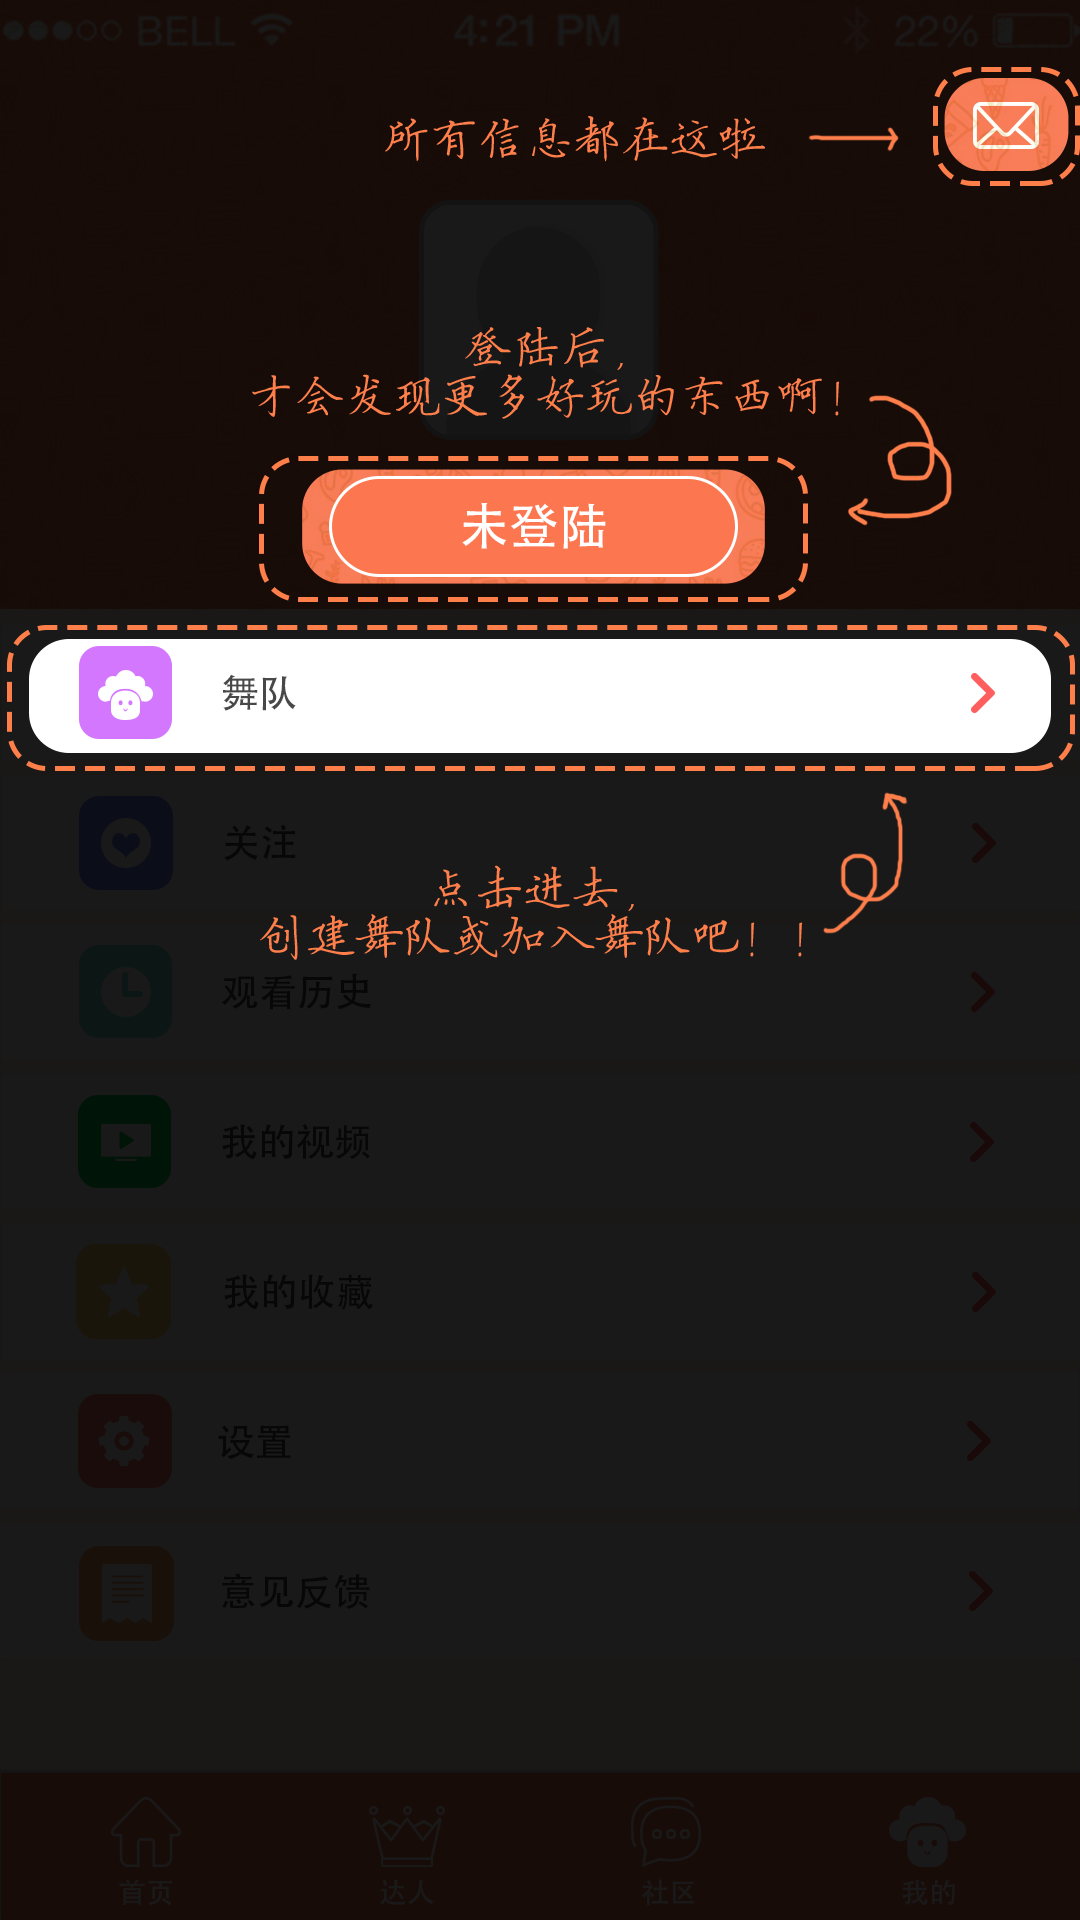 BELL 4:21 PM 22%
所有信息都在这啦
登陆后,
才会发现更多好玩的东西啊!
未登陆
舞队
关注
点击进去,
创建舞队或加入舞队吧!!
观看历史
我的视频
我的收藏
设置
意见反馈
首页 达人 社区 我的